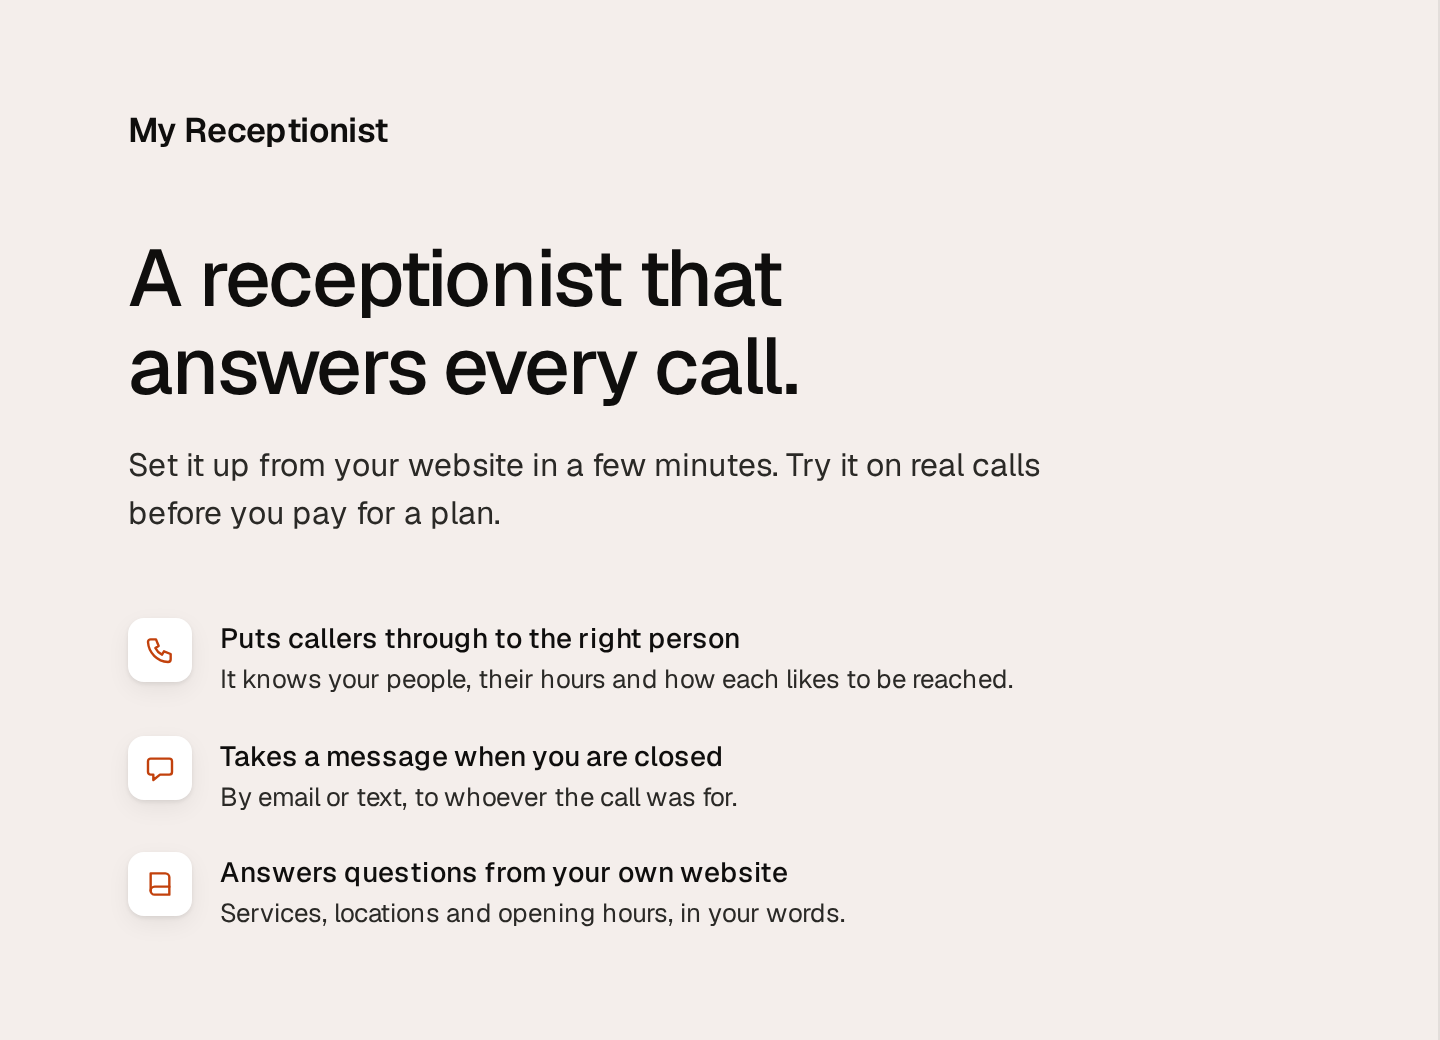 My Receptionist
A receptionist that
answers every call.
Set it up from your website in a few minutes. Try it on real calls
before you pay for a plan.
Puts callers through to the right person
It knows your people, their hours and how each likes to be reached.
Takes a message when you are closed
By email or text, to whoever the call was for.
Answers questions from your own website
Services, locations and opening hours, in your words.